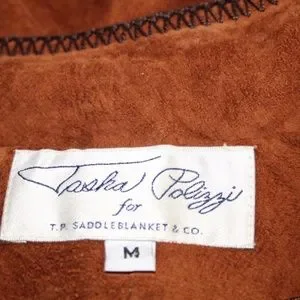 Tasha Polizzi
for
T.P. SADDLEBLANKET & CO.
M